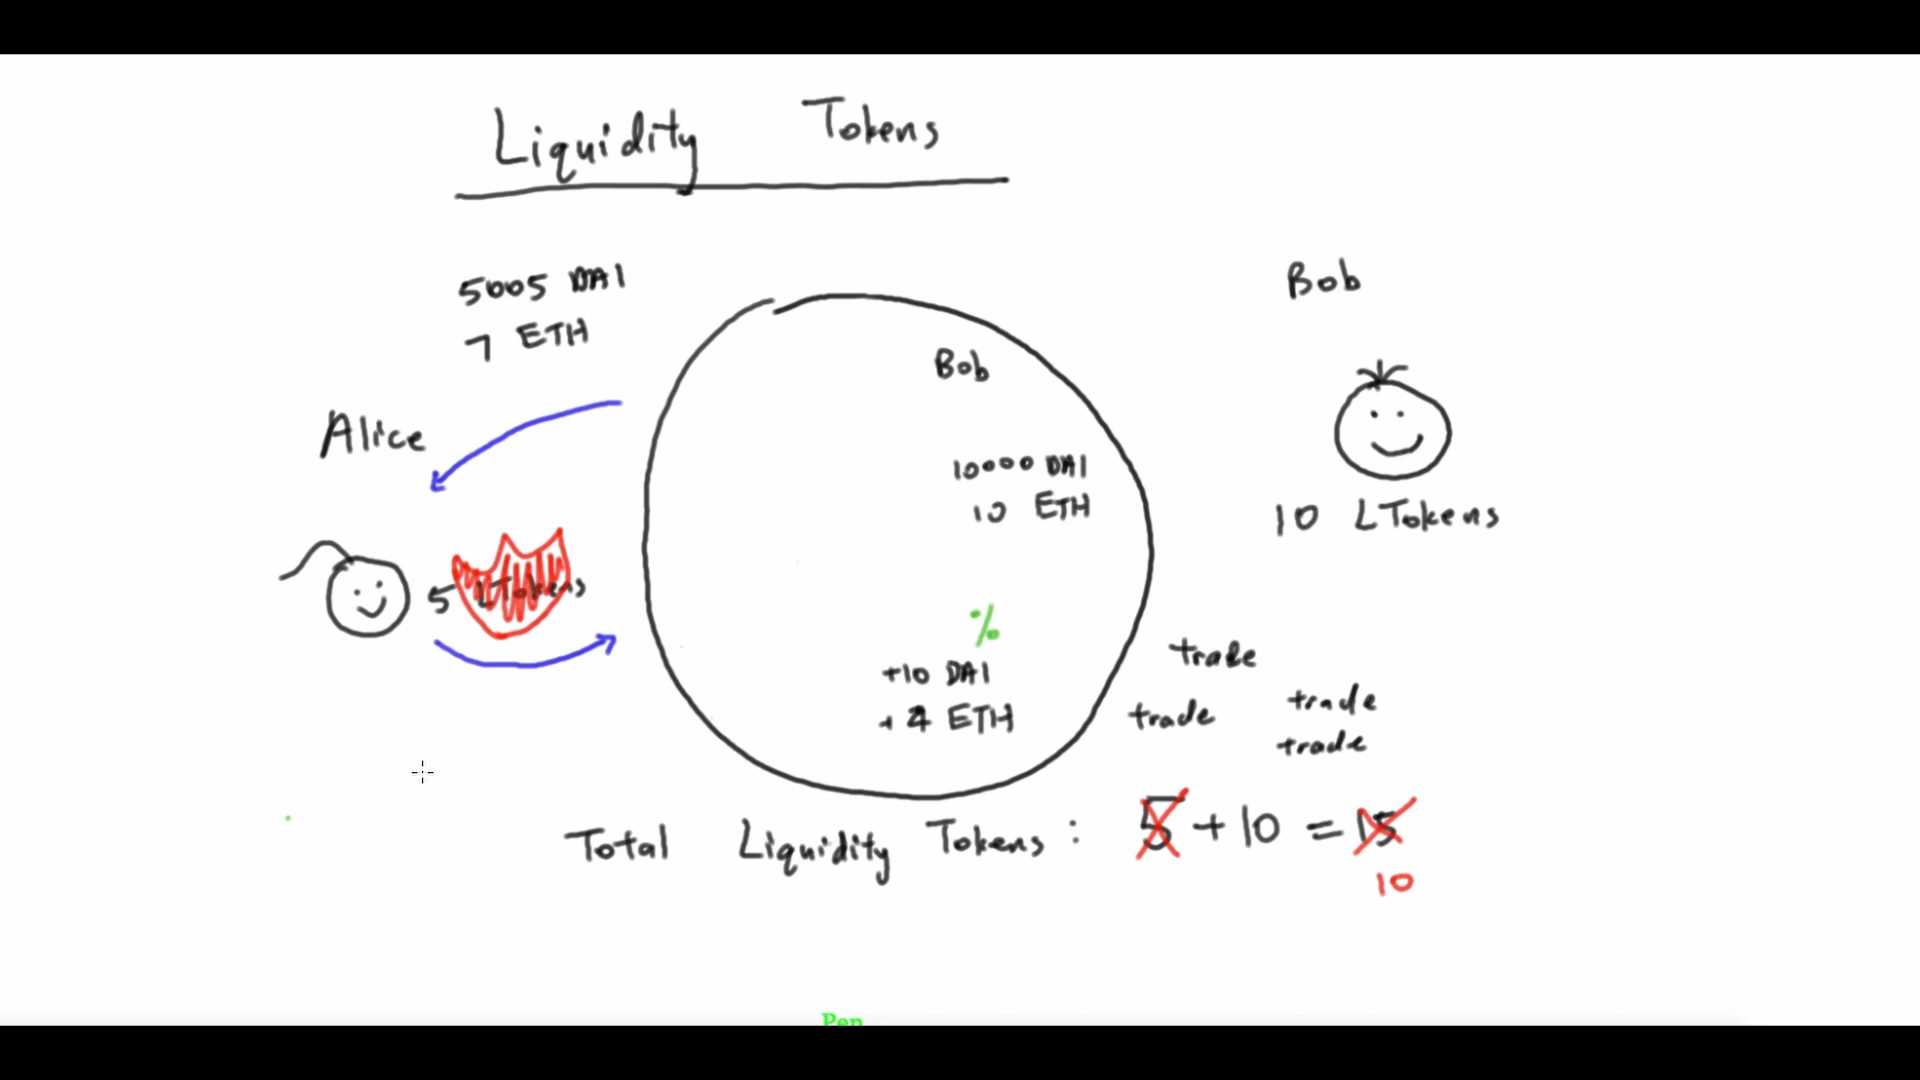 Liquidity Tokens
5005 DAI
7 ETH
Bob
Bob
Alice
10000 DAI
10 ETH
10 LTokens
5 LTokens
%
+10 DAI
+ 4 ETH
trade
trade
trade
trade
Total Liquidity Tokens: 5 + 10 = 15
10
Pen